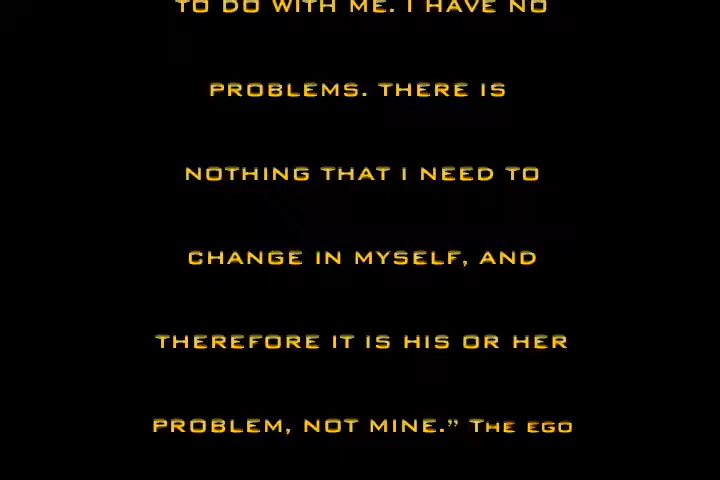 TO DO WITH ME. I HAVE NO
PROBLEMS. THERE IS
NOTHING THAT I NEED TO
CHANGE IN MYSELF, AND
THEREFORE IT IS HIS OR HER
PROBLEM, NOT MINE.” THE EGO